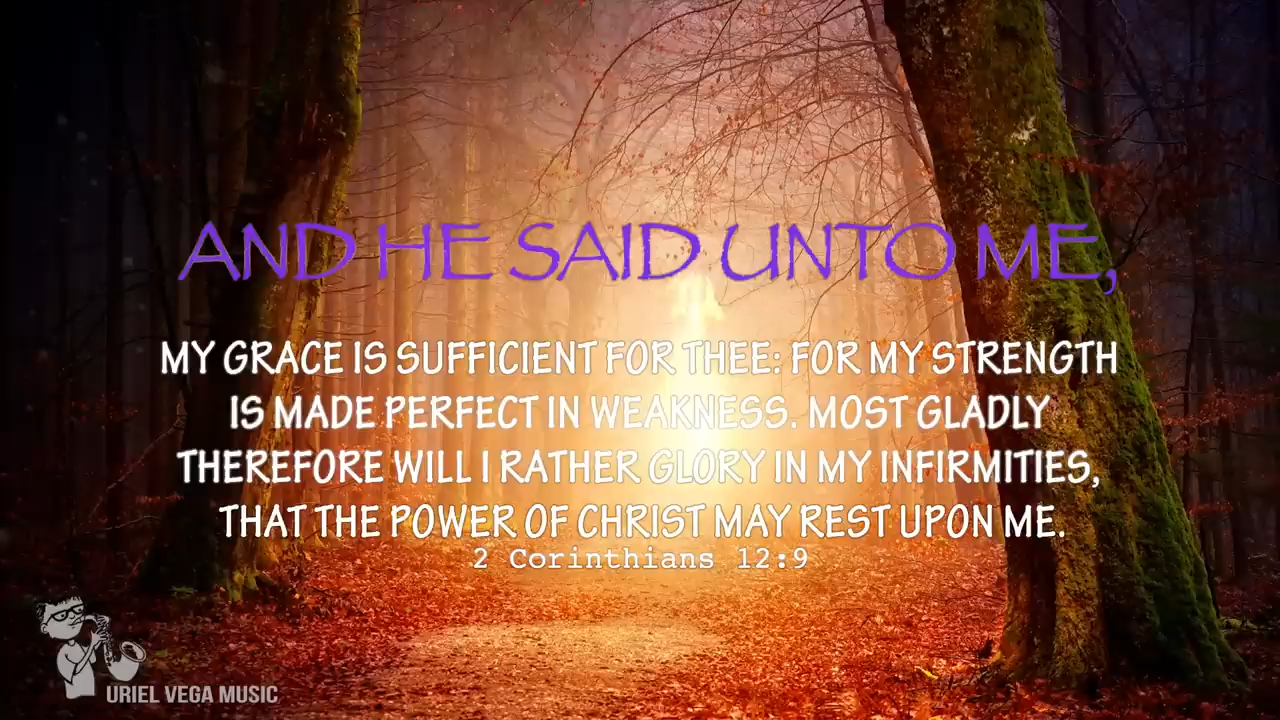 AND HE SAID UNTO ME,
MY GRACE IS SUFFICIENT FOR THEE: FOR MY STRENGTH
IS MADE PERFECT IN WEAKNESS. MOST GLADLY
THEREFORE WILL I RATHER GLORY IN MY INFIRMITIES,
THAT THE POWER OF CHRIST MAY REST UPON ME.
2 Corinthians 12:9
URIEL VEGA MUSIC